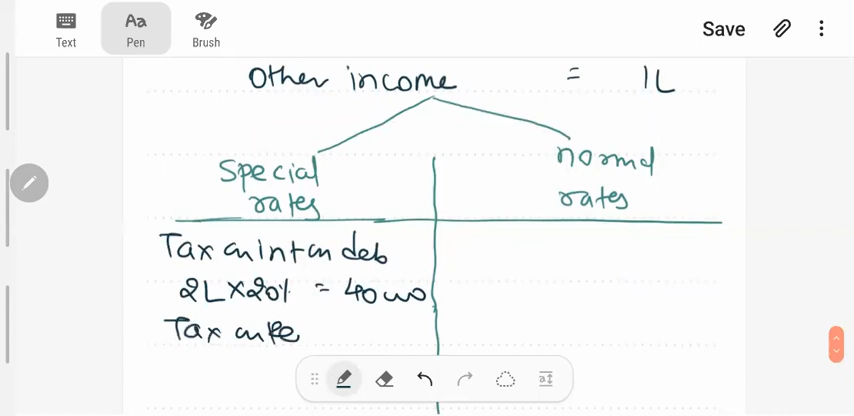 Text
Pen
Brush
Save
Other income = 1L
Special rates
normal rates
Tax on int on deb
2L×20% = 40000
Tax on